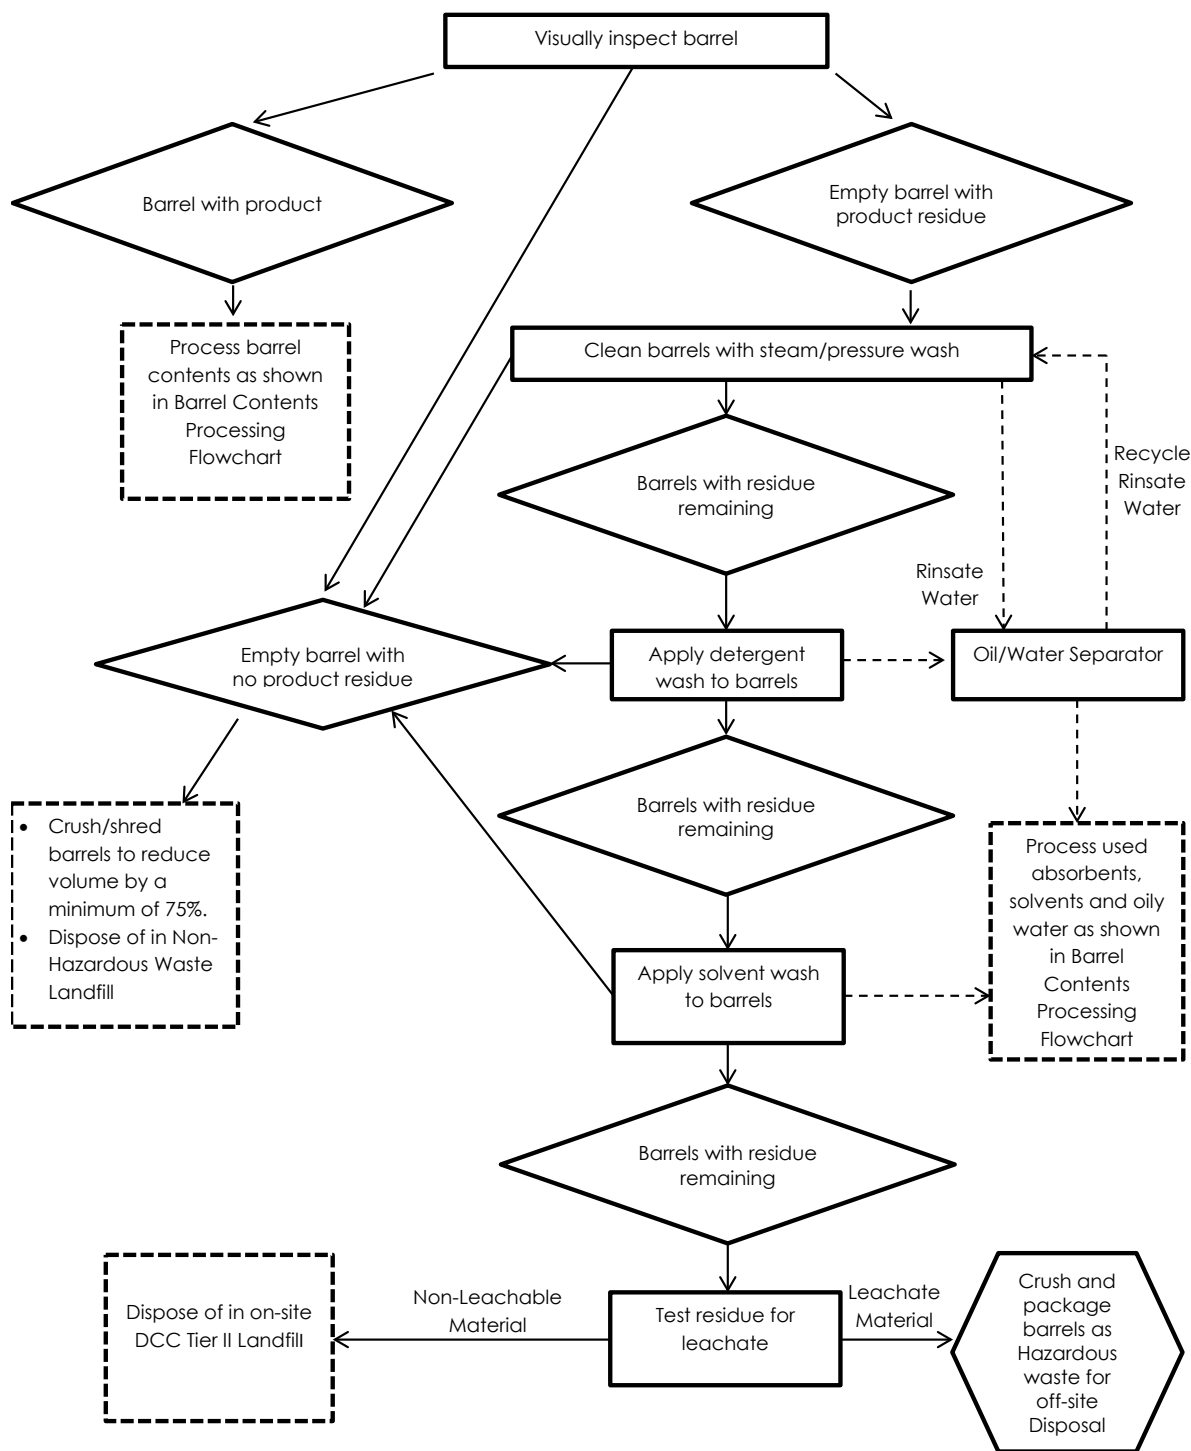 Visually inspect barrel
Barrel with product
Empty barrel with
product residue
Process barrel
contents as shown
in Barrel Contents
Processing
Flowchart
Clean barrels with steam/pressure wash
Barrels with residue
remaining
Recycle
Rinsate
Water
Rinsate
Water
Empty barrel with
no product residue
Apply detergent
wash to barrels
Oil/Water Separator
Barrels with residue
remaining
• Crush/shred
barrels to reduce
volume by a
minimum of 75%.
• Dispose of in Non-
Hazardous Waste
Landfill
Process used
absorbents,
solvents and oily
water as shown
in Barrel
Contents
Processing
Flowchart
Apply solvent wash
to barrels
Barrels with residue
remaining
Dispose of in on-site
DCC Tier II Landfill
Non-Leachable
Material
Test residue for
leachate
Leachate
Material
Crush and
package
barrels as
Hazardous
waste for
off-site
Disposal